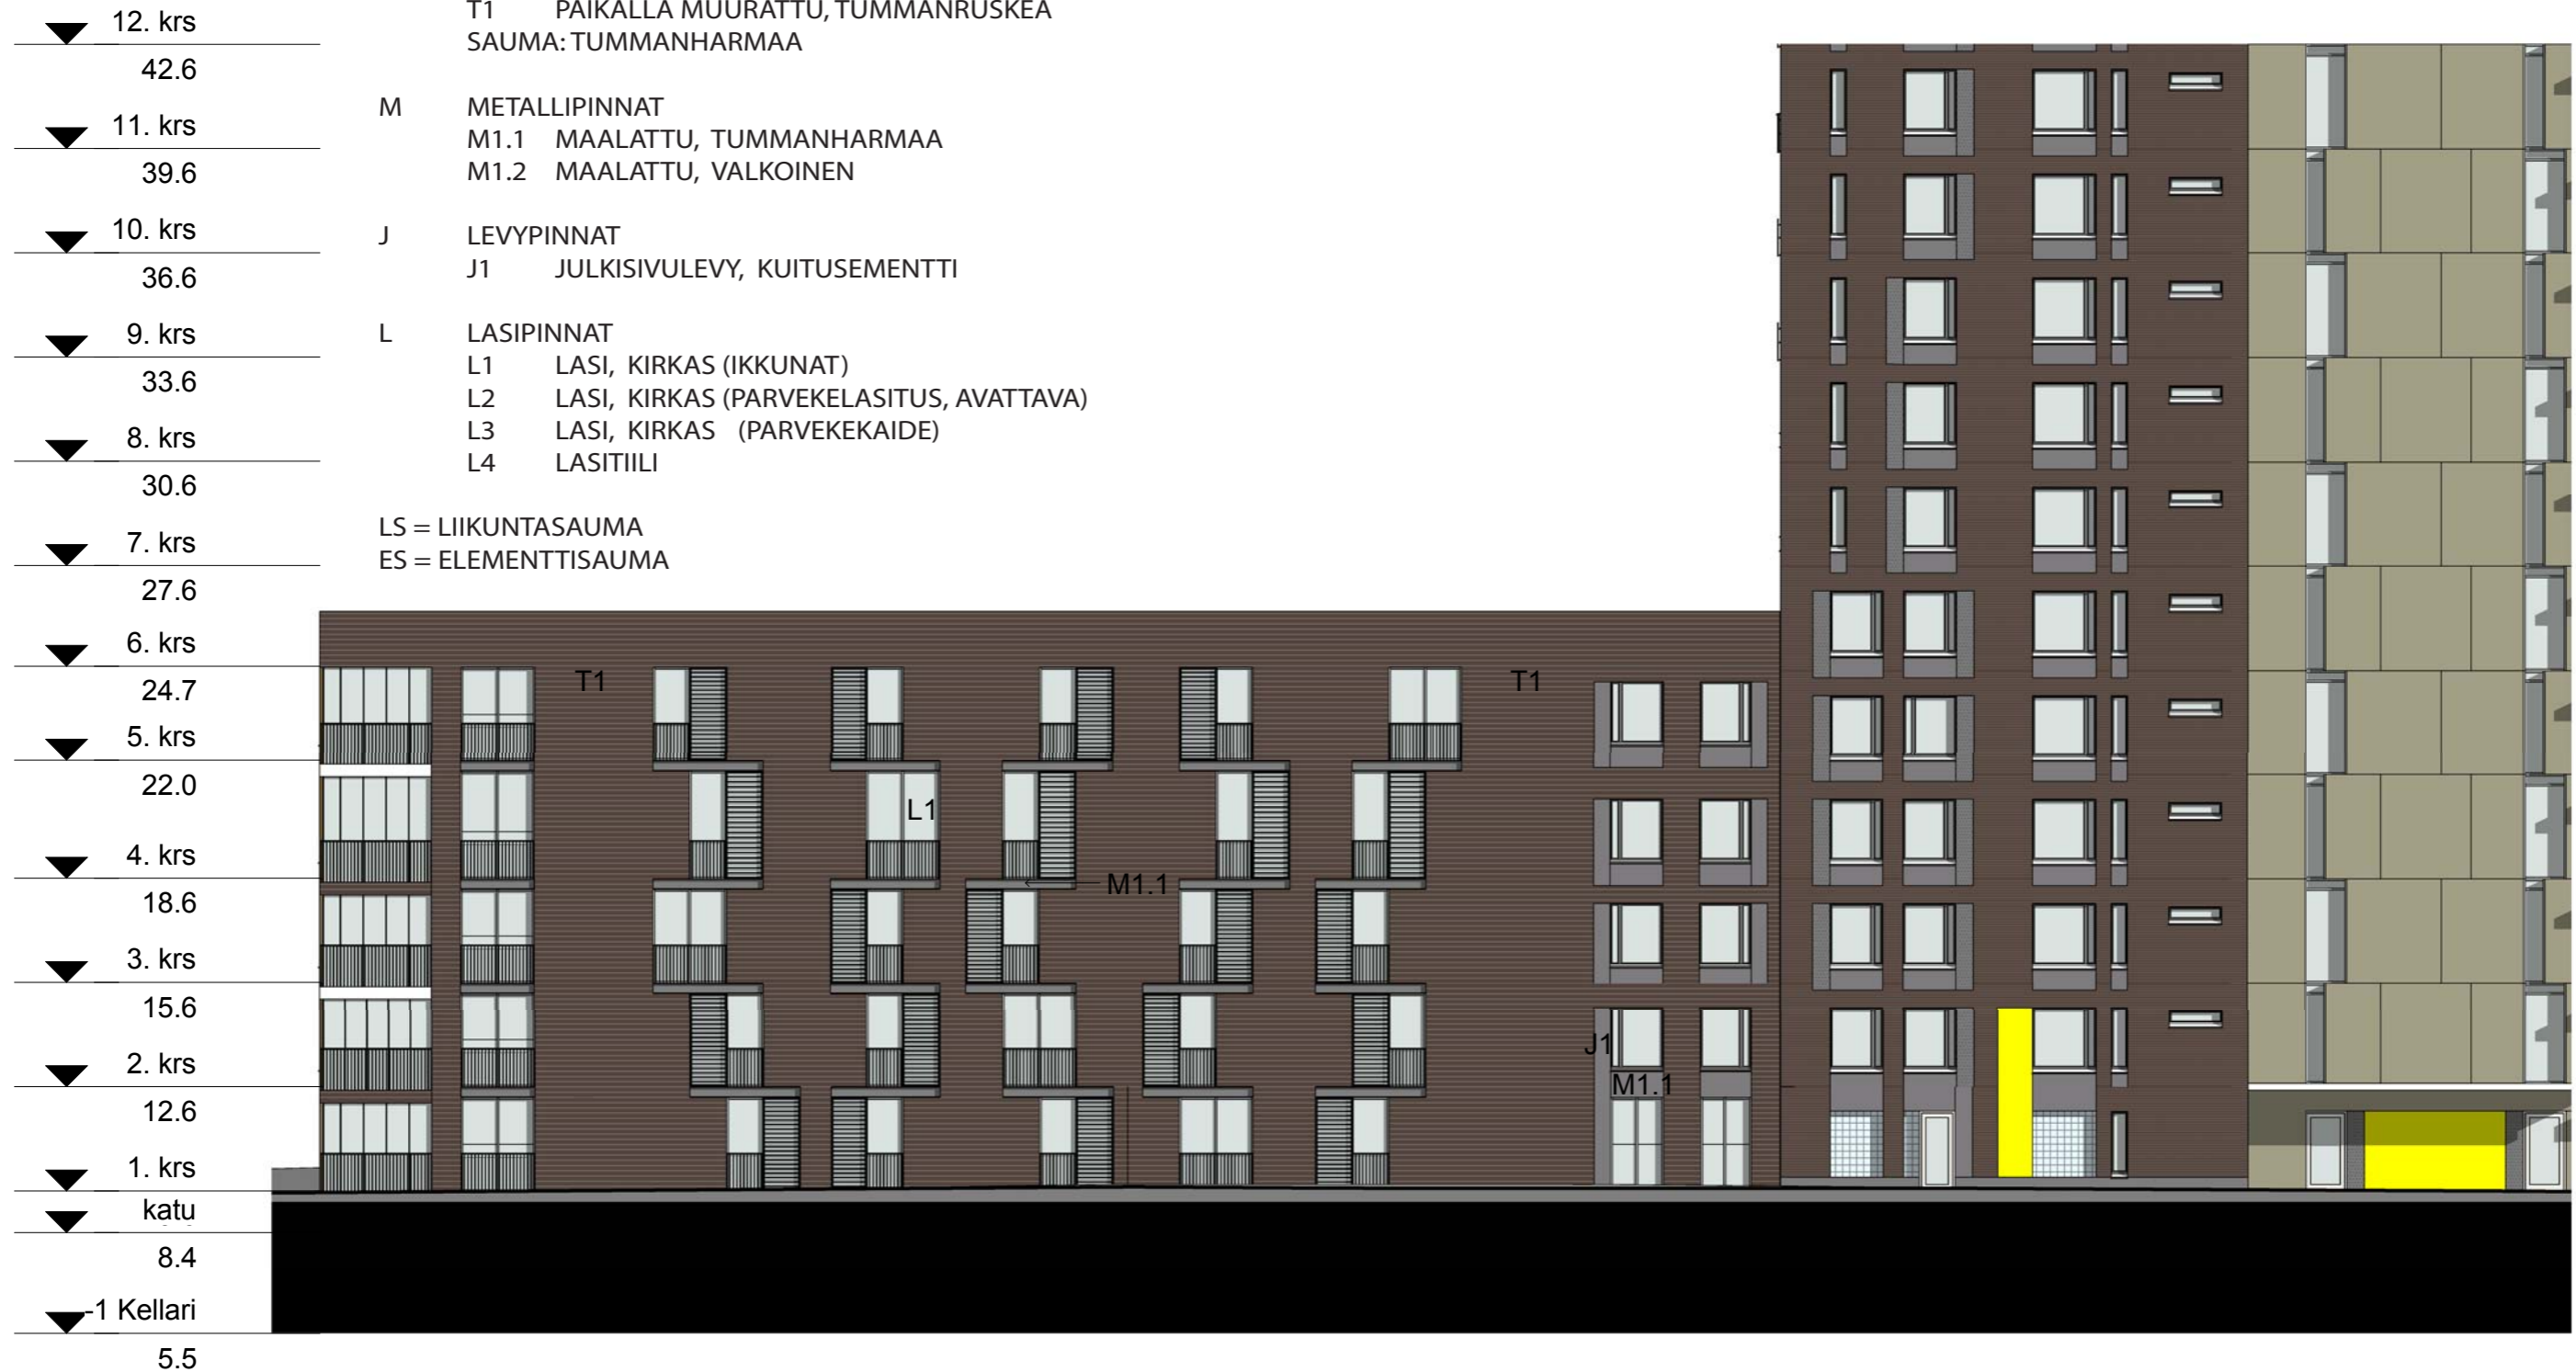 T1 PAIKALLA MUURATTU, TUMMANRUSKEA
SAUMA: TUMMANHARMAA
M METALLIPINNAT
M1.1 MAALATTU, TUMMANHARMAA
M1.2 MAALATTU, VALKOINEN
J LEVYPINNAT
J1 JULKISIVULEVY, KUITUSEMENTTI
L LASIPINNAT
L1 LASI, KIRKAS (IKKUNAT)
L2 LASI, KIRKAS (PARVEKELASITUS, AVATTAVA)
L3 LASI, KIRKAS (PARVEKEKAIDE)
L4 LASITIILI
LS = LIIKUNTASAUMA
ES = ELEMENTTISAUMA
12. krs
42.6
11. krs
39.6
10. krs
36.6
9. krs
33.6
8. krs
30.6
7. krs
27.6
6. krs
24.7
5. krs
22.0
4. krs
18.6
3. krs
15.6
2. krs
12.6
1. krs
katu
8.4
-1 Kellari
5.5
T1
T1
L1
M1.1
J1
M1.1